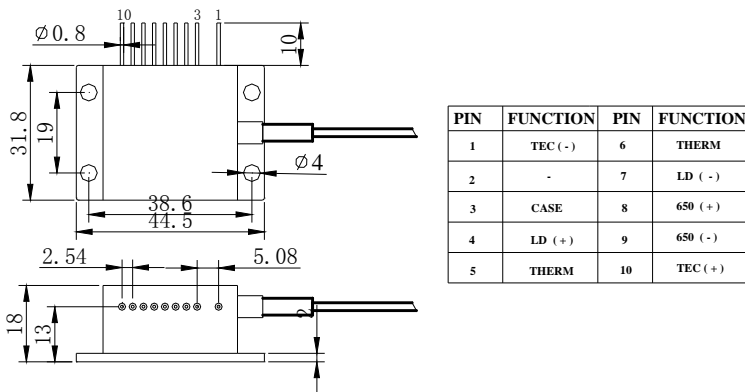 10 3 1
Ø0.8
10
31.8
19
Ø4
38.6
44.5
2.54 5.08
18
13
2
PIN FUNCTION PIN FUNCTION
1 TEC(-) 6 THERM
2 - 7 LD (-)
3 CASE 8 650 (+)
4 LD (+) 9 650 (-)
5 THERM 10 TEC(+)